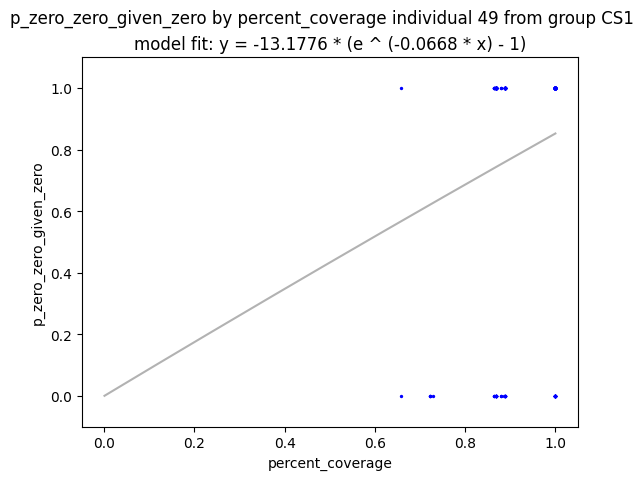 p_zero_zero_given_zero by percent_coverage individual 49 from group CS1
model fit: y = -13.1776 * (e ^ (-0.0668 * x) - 1)
1.0
0.8
0.6
0.4
0.2
0.0
p_zero_zero_given_zero
0.0 0.2 0.4 0.6 0.8 1.0
percent_coverage